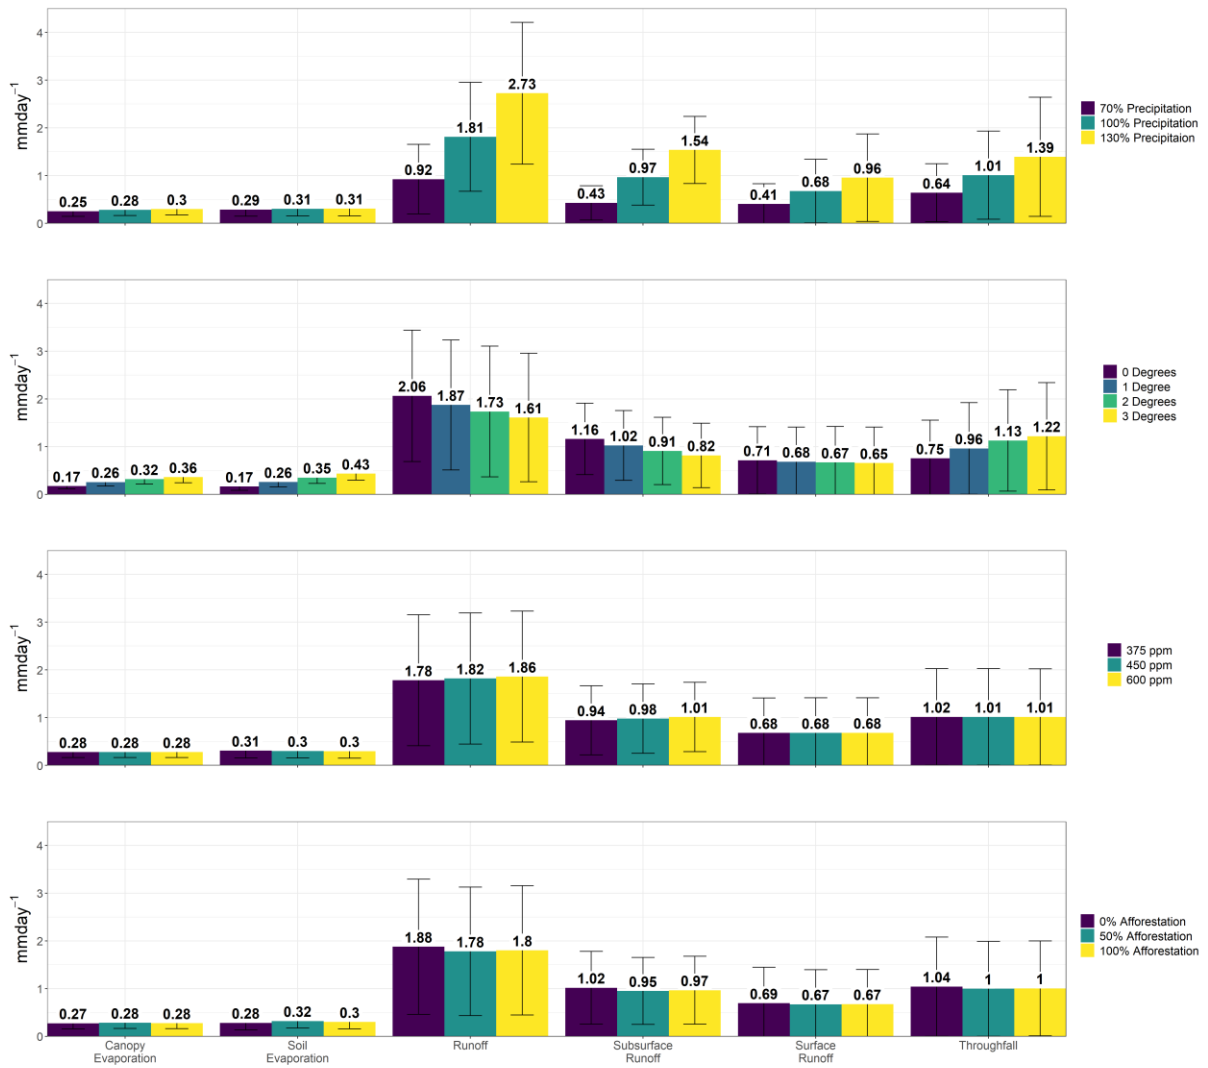 4
3
2
1
0
mmday⁻¹
0.25 0.28 0.3 0.29 0.31 0.31 0.92 1.81 2.73 0.43 0.97 1.54 0.41 0.68 0.96 0.64 1.01 1.39
70% Precipitation
100% Precipitation
130% Precipitaion
4
3
2
1
0
mmday⁻¹
0.17 0.26 0.32 0.36 0.17 0.26 0.35 0.43 2.06 1.87 1.73 1.61 1.16 1.02 0.91 0.82 0.71 0.68 0.67 0.65 0.75 0.96 1.13 1.22
0 Degrees
1 Degree
2 Degrees
3 Degrees
4
3
2
1
0
mmday⁻¹
0.28 0.28 0.28 0.31 0.3 0.3 1.78 1.82 1.86 0.94 0.98 1.01 0.68 0.68 0.68 1.02 1.01 1.01
375 ppm
450 ppm
600 ppm
4
3
2
1
0
mmday⁻¹
0.27 0.28 0.28 0.28 0.32 0.3 1.88 1.78 1.8 1.02 0.95 0.97 0.69 0.67 0.67 1.04 1 1
0% Afforestation
50% Afforestation
100% Afforestation
Canopy
Evaporation
Soil
Evaporation
Runoff
Subsurface
Runoff
Surface
Runoff
Throughfall